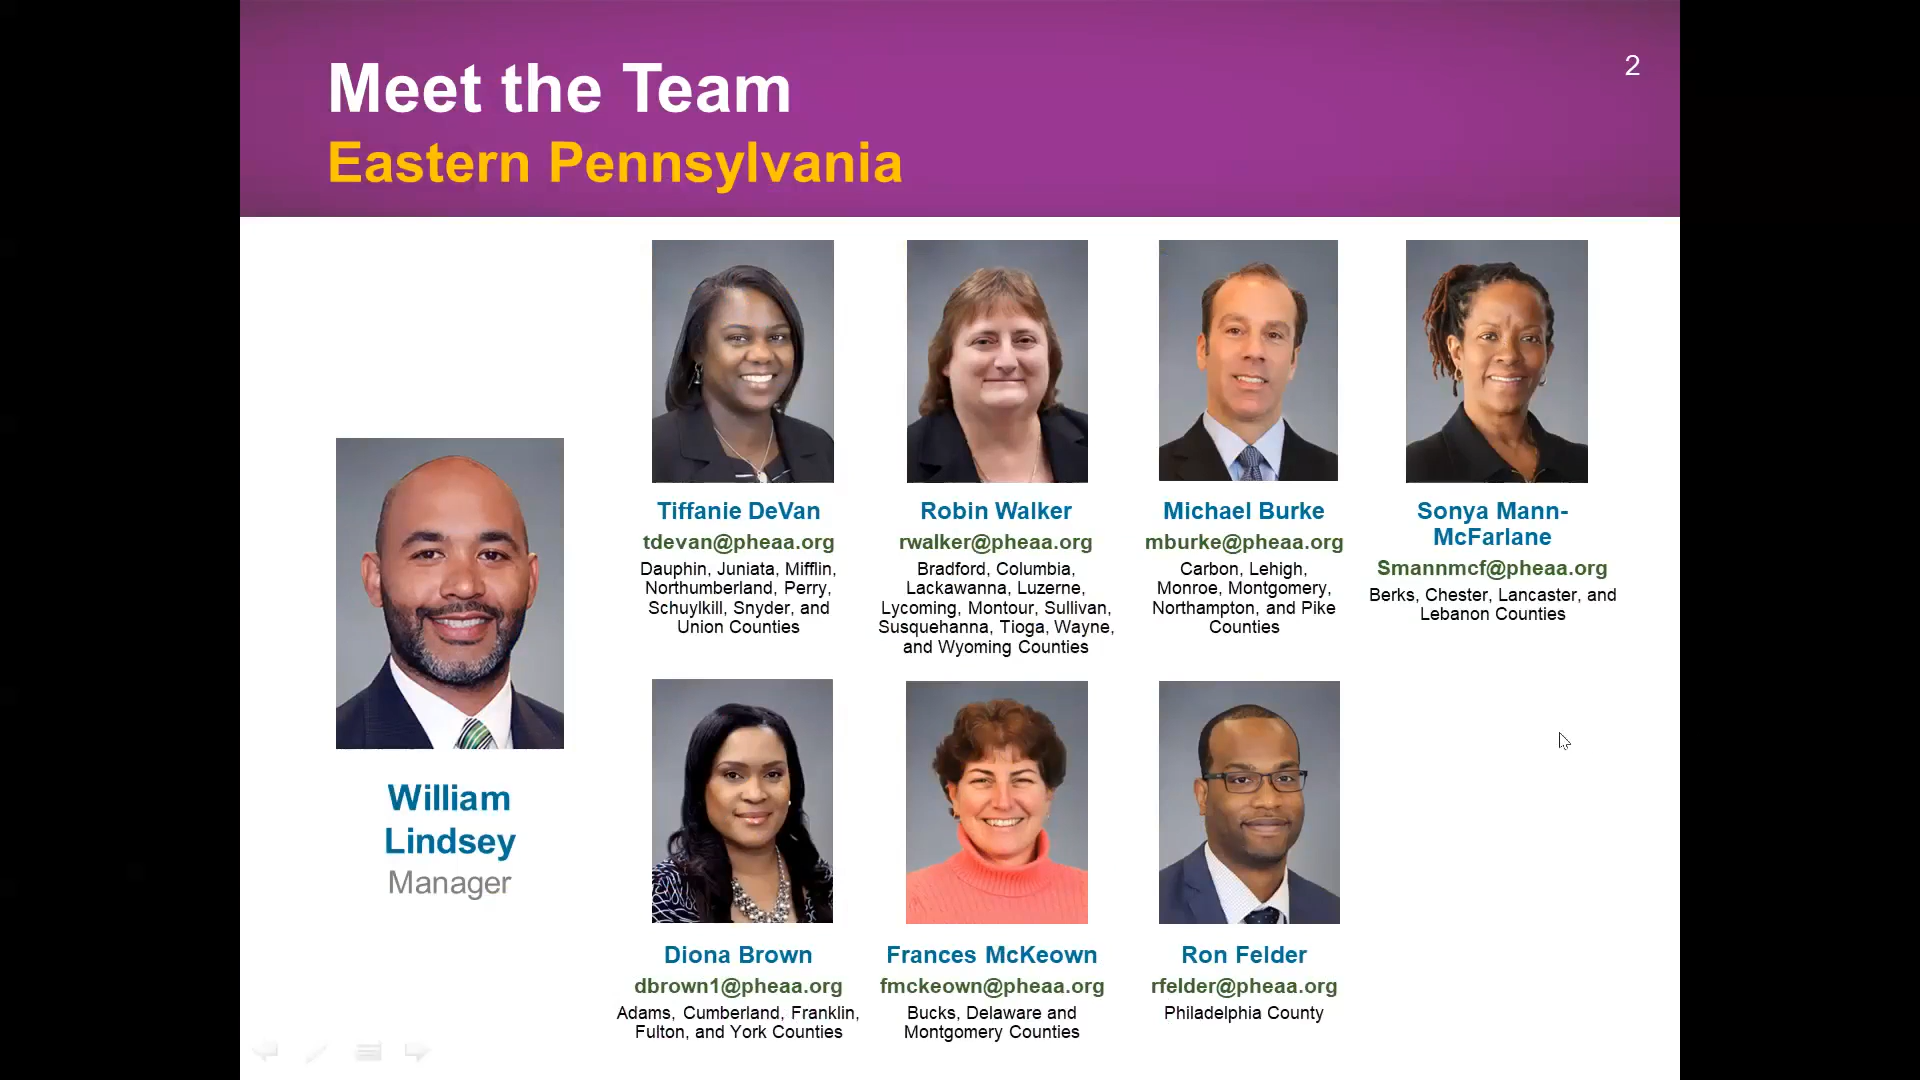 Meet the Team
Eastern Pennsylvania
2
William
Lindsey
Manager
Tiffanie DeVan
tdevan@pheaa.org
Dauphin, Juniata, Mifflin,
Northumberland, Perry,
Schuylkill, Snyder, and
Union Counties
Robin Walker
rwalker@pheaa.org
Bradford, Columbia,
Lackawanna, Luzerne,
Lycoming, Montour, Sullivan,
Susquehanna, Tioga, Wayne,
and Wyoming Counties
Michael Burke
mburke@pheaa.org
Carbon, Lehigh,
Monroe, Montgomery,
Northampton, and Pike
Counties
Sonya Mann-
McFarlane
Smannmcf@pheaa.org
Berks, Chester, Lancaster, and
Lebanon Counties
Diona Brown
dbrown1@pheaa.org
Adams, Cumberland, Franklin,
Fulton, and York Counties
Frances McKeown
fmckeown@pheaa.org
Bucks, Delaware and
Montgomery Counties
Ron Felder
rfelder@pheaa.org
Philadelphia County